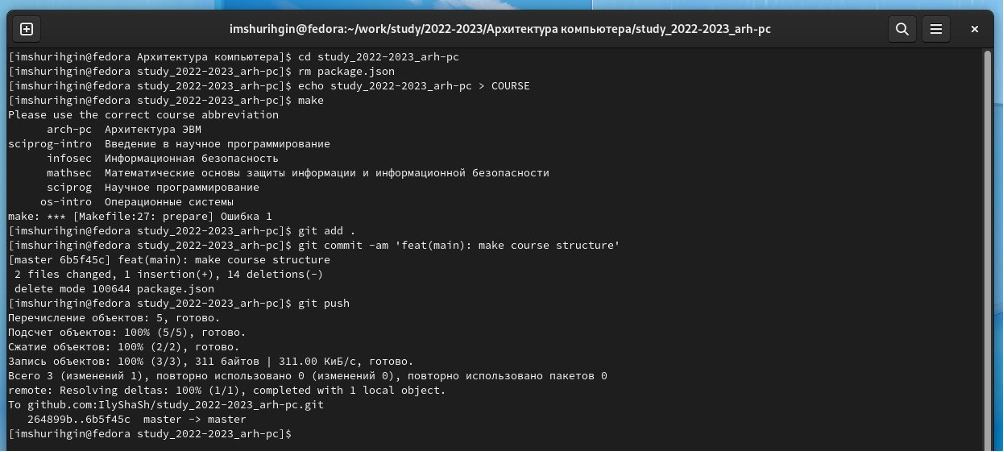 imshurihgin@fedora:~/work/study/2022-2023/Архитектура компьютера/study_2022-2023_arh-pc
[imshurihgin@fedora Архитектура компьютера]$ cd study_2022-2023_arh-pc
[imshurihgin@fedora study_2022-2023_arh-pc]$ rm package.json
[imshurihgin@fedora study_2022-2023_arh-pc]$ echo study_2022-2023_arh-pc > COURSE
[imshurihgin@fedora study_2022-2023_arh-pc]$ make
Please use the correct course abbreviation
      arch-pc  Архитектура ЭВМ
sciprog-intro  Введение в научное программирование
      infosec  Информационная безопасность
      mathsec  Математические основы защиты информации и информационной безопасности
      sciprog  Научное программирование
     os-intro  Операционные системы
make: *** [Makefile:27: prepare] Ошибка 1
[imshurihgin@fedora study_2022-2023_arh-pc]$ git add .
[imshurihgin@fedora study_2022-2023_arh-pc]$ git commit -am 'feat(main): make course structure'
[master 6b5f45c] feat(main): make course structure
 2 files changed, 1 insertion(+), 14 deletions(-)
 delete mode 100644 package.json
[imshurihgin@fedora study_2022-2023_arh-pc]$ git push
Перечисление объектов: 5, готово.
Подсчет объектов: 100% (5/5), готово.
Сжатие объектов: 100% (2/2), готово.
Запись объектов: 100% (3/3), 311 байтов | 311.00 КиБ/с, готово.
Всего 3 (изменений 1), повторно использовано 0 (изменений 0), повторно использовано пакетов 0
remote: Resolving deltas: 100% (1/1), completed with 1 local object.
To github.com:IlyShaSh/study_2022-2023_arh-pc.git
   264899b..6b5f45c  master -> master
[imshurihgin@fedora study_2022-2023_arh-pc]$